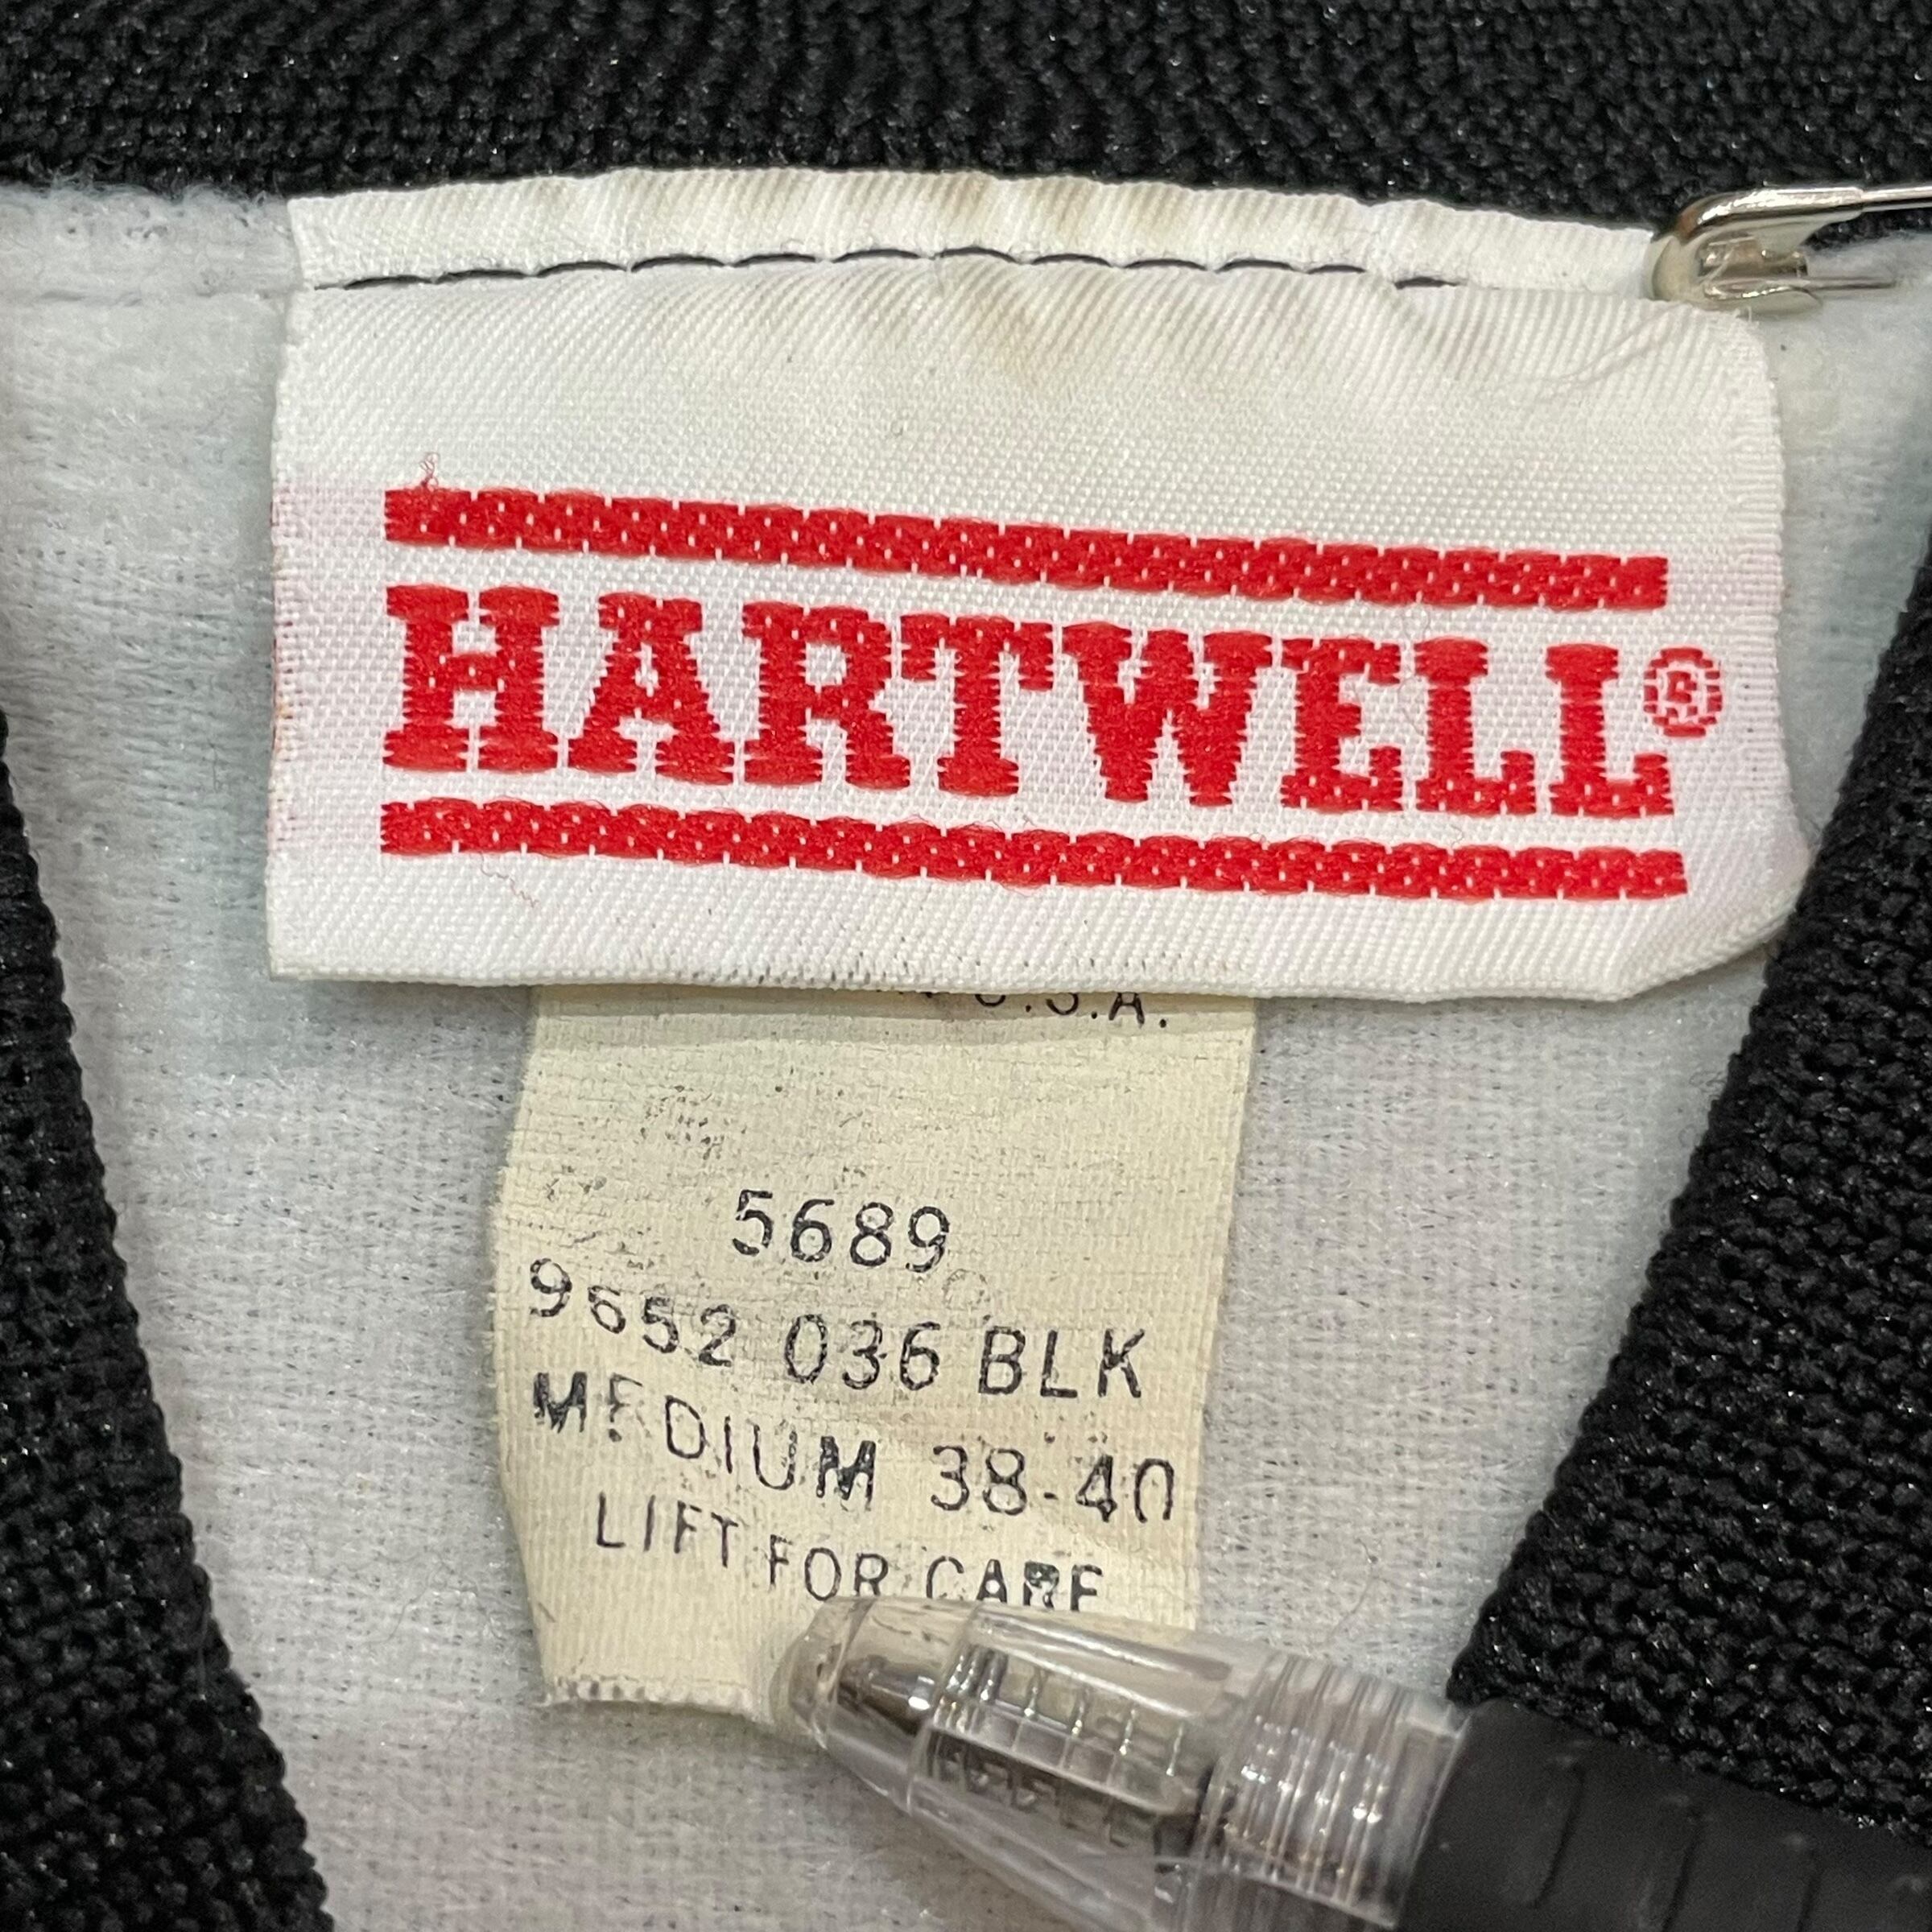 HARTWELL®
U.S.A.
5689
9652 036 BLK
MEDIUM 38-40
LIFT FOR CARE